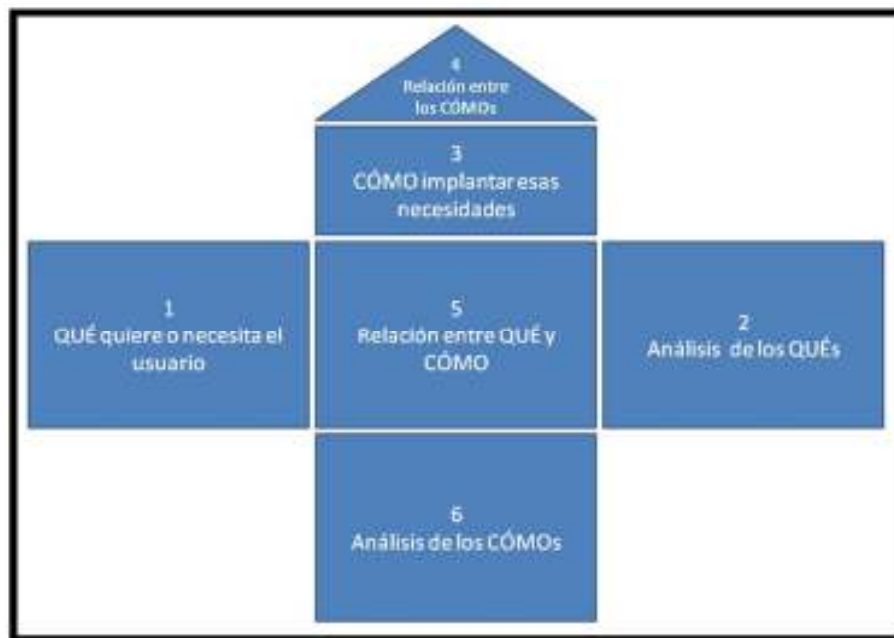 4
Relación entre
los CÓMOs
3
CÓMO implantar esas
necesidades
1
QUÉ quiere o necesita el
usuario
5
Relación entre QUÉ y
CÓMO
2
Análisis de los QUÉs
6
Análisis de los CÓMOs